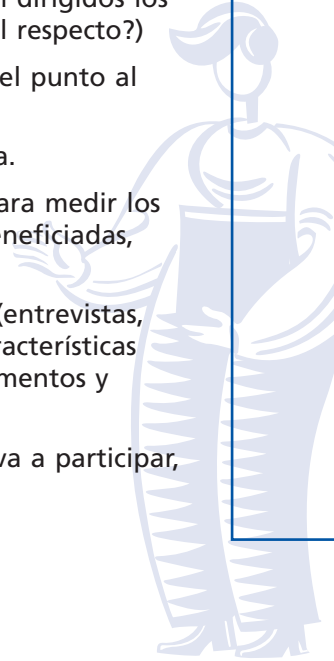 dirigidos los
l respecto?)
el punto al
a.
ara medir los
neficiadas,
(entrevistas,
racterísticas
mentos y
va a participar,